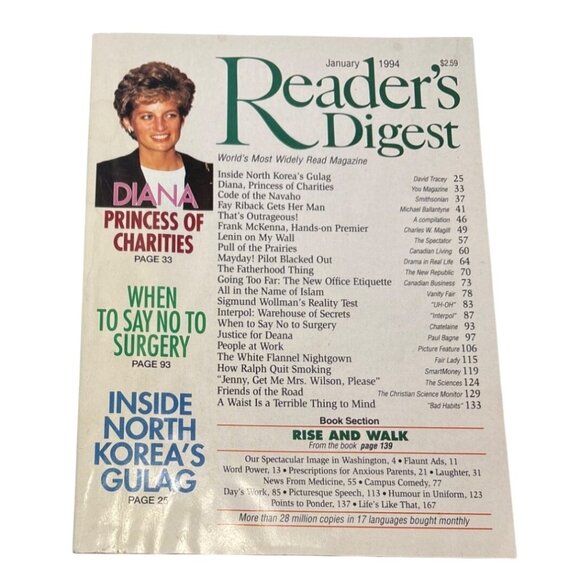 January 1994 $2.59
Reader's
Digest
World's Most Widely Read Magazine
DIANA
PRINCESS OF
CHARITIES
PAGE 33
WHEN
TO SAY NO TO
SURGERY
PAGE 93
INSIDE
NORTH
KOREA'S
GULAG
PAGE 25
Inside North Korea's Gulag David Tracey 25
Diana, Princess of Charities You Magazine 33
Code of the Navaho Smithsonian 37
Fay Riback Gets Her Man Michael Ballantyne 41
That's Outrageous! A compilation 46
Frank McKenna, Hands-on Premier Charles W. Magill 49
Lenin on My Wall The Spectator 57
Pull of the Prairies Canadian Living 60
Mayday! Pilot Blacked Out Drama in Real Life 64
The Fatherhood Thing The New Republic 70
Going Too Far: The New Office Etiquette Canadian Business 73
All in the Name of Islam Vanity Fair 78
Sigmund Wollman's Reality Test "UH-OH" 83
Interpol: Warehouse of Secrets "Interpol" 87
When to Say No to Surgery Chatelaine 93
Justice for Deana Paul Bagne 97
People at Work Picture Feature 106
The White Flannel Nightgown Fair Lady 115
How Ralph Quit Smoking SmartMoney 119
"Jenny, Get Me Mrs. Wilson, Please" The Sciences 124
Friends of the Road The Christian Science Monitor 129
A Waist Is a Terrible Thing to Mind "Bad Habits" 133
Book Section
RISE AND WALK
From the book page 139
Our Spectacular Image in Washington, 4 • Flaunt Ads, 11
Word Power, 13 • Prescriptions for Anxious Parents, 21 • Laughter, 31
News From Medicine, 55 • Campus Comedy, 77
Day's Work, 85 • Picturesque Speech, 113 • Humour in Uniform, 123
Points to Ponder, 137 • Life's Like That, 167
More than 28 million copies in 17 languages bought monthly